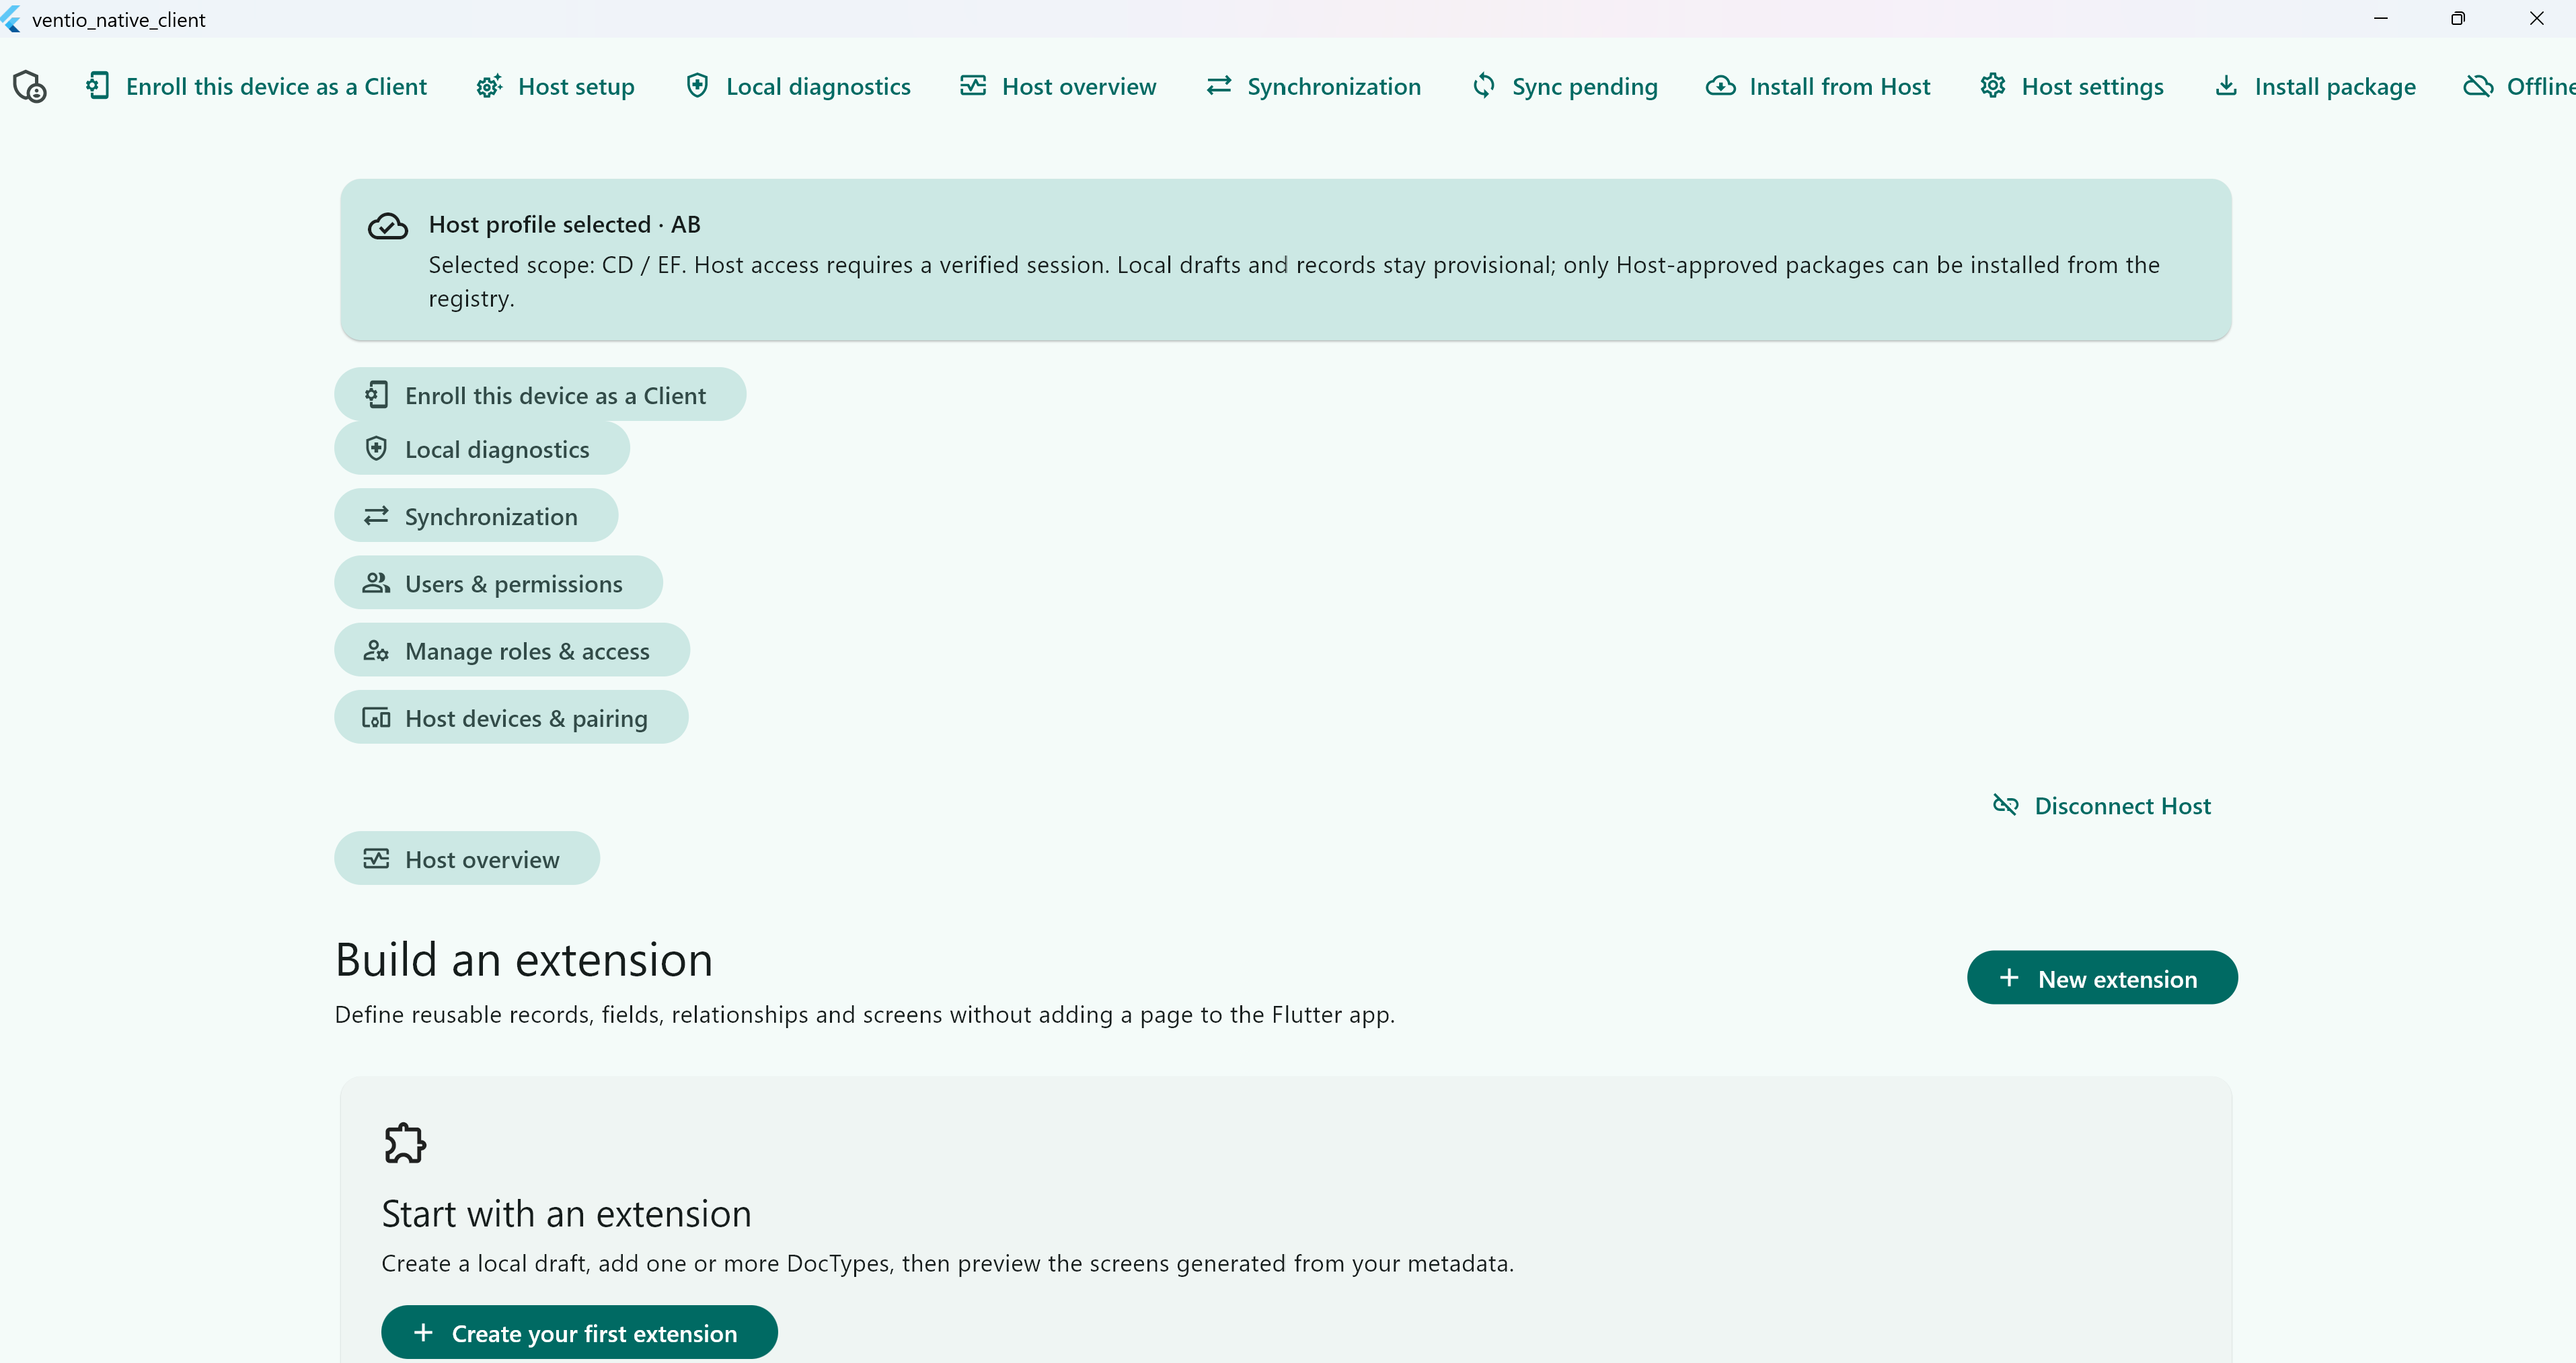 ventio_native_client
Enroll this device as a Client
Host setup
Local diagnostics
Host overview
Synchronization
Sync pending
Install from Host
Host settings
Install package
Offline
Host profile selected · AB
Selected scope: CD / EF. Host access requires a verified session. Local drafts and records stay provisional; only Host-approved packages can be installed from the
registry.
Enroll this device as a Client
Local diagnostics
Synchronization
Users & permissions
Manage roles & access
Host devices & pairing
Disconnect Host
Host overview
Build an extension
New extension
Define reusable records, fields, relationships and screens without adding a page to the Flutter app.
Start with an extension
Create a local draft, add one or more DocTypes, then preview the screens generated from your metadata.
Create your first extension